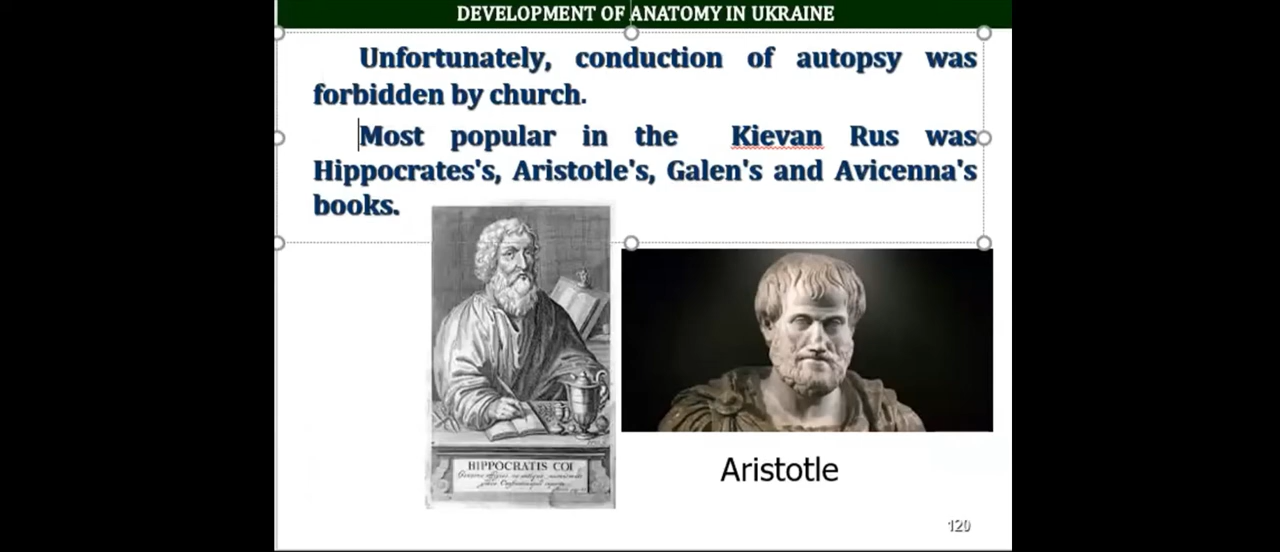 DEVELOPMENT OF ANATOMY IN UKRAINE
Unfortunately, conduction of autopsy was
forbidden by church.
Most popular in the Kievan Rus was
Hippocrates's, Aristotle's, Galen's and Avicenna's
books.
HIPPOCRATIS COI
Aristotle
120